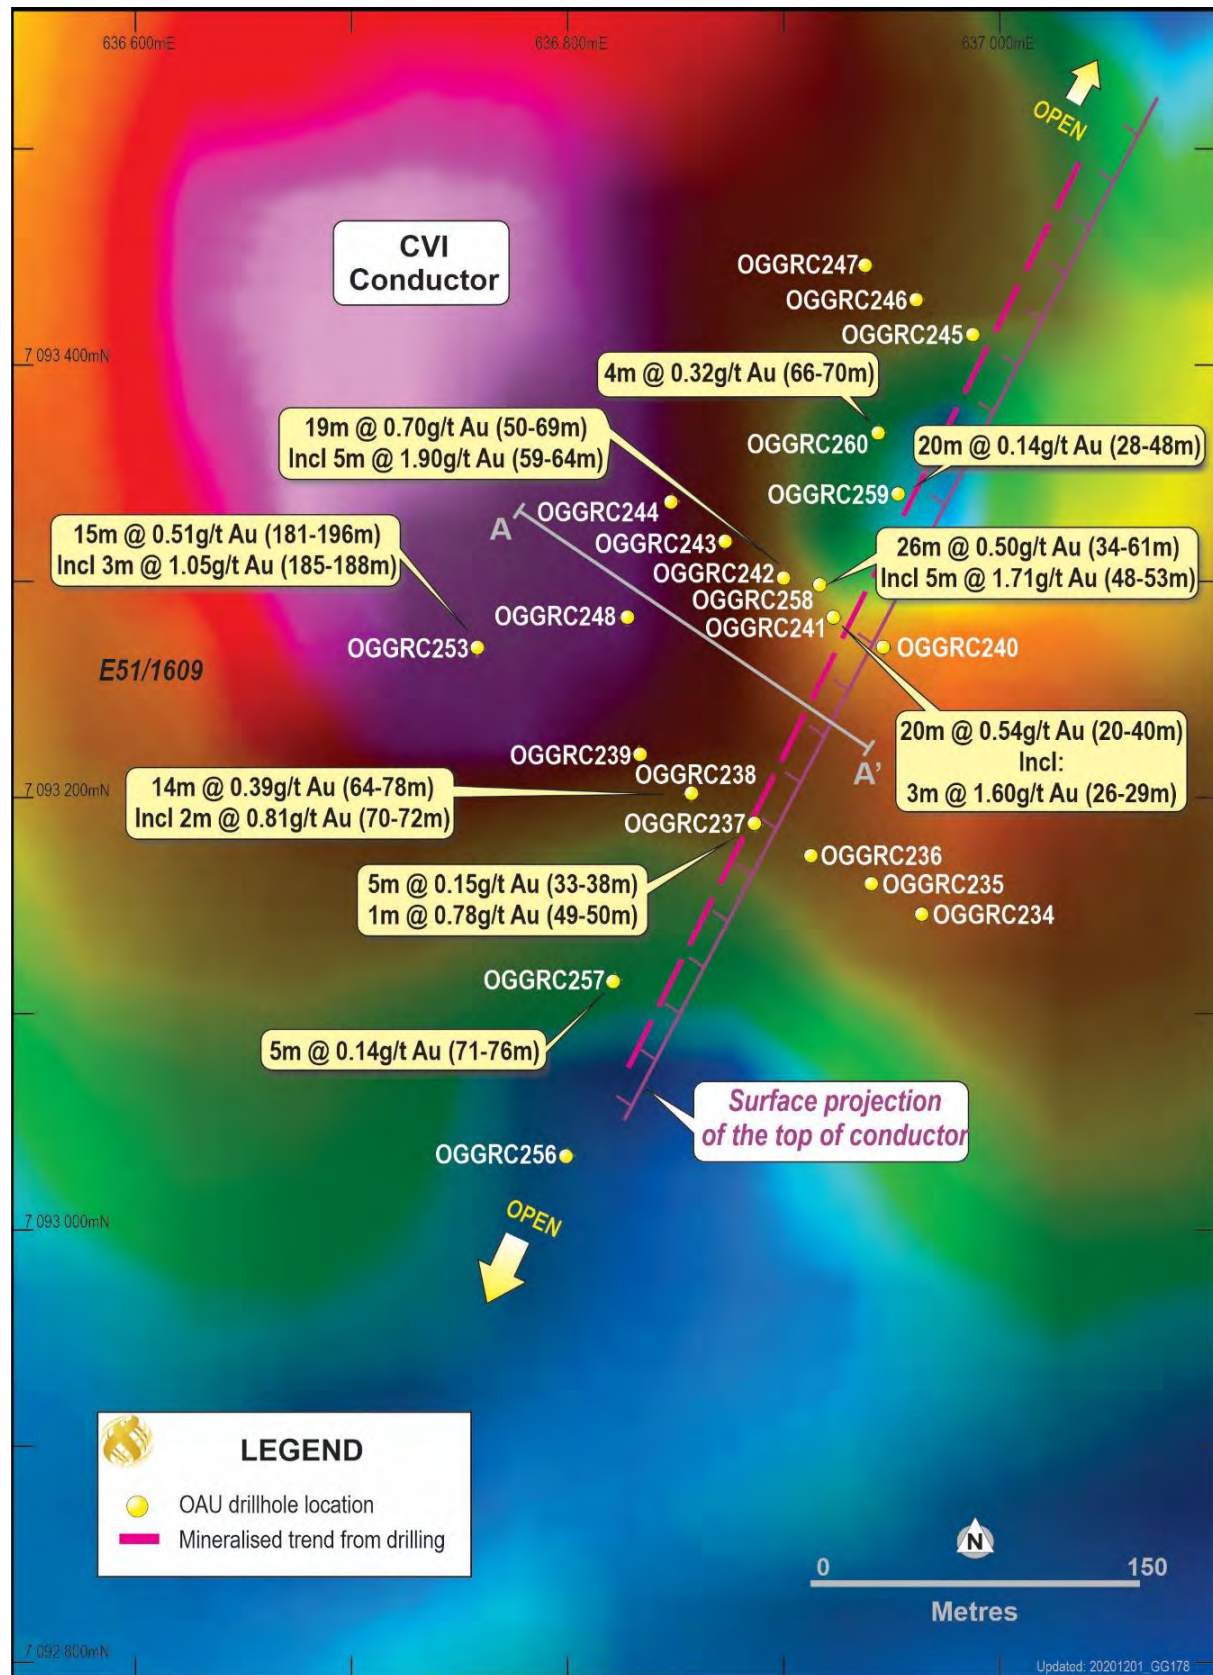 636 600mE
636 800mE
637 000mE
OPEN
CVI
Conductor
OGGRC247
OGGRC246
OGGRC245
7 093 400mN
4m @ 0.32g/t Au (66-70m)
19m @ 0.70g/t Au (50-69m)
Incl 5m @ 1.90g/t Au (59-64m)
OGGRC260
20m @ 0.14g/t Au (28-48m)
OGGRC259
OGGRC244
A
15m @ 0.51g/t Au (181-196m)
Incl 3m @ 1.05g/t Au (185-188m)
OGGRC243
26m @ 0.50g/t Au (34-61m)
Incl 5m @ 1.71g/t Au (48-53m)
OGGRC242
OGGRC258
OGGRC248
OGGRC241
OGGRC253
OGGRC240
E51/1609
20m @ 0.54g/t Au (20-40m)
Incl:
3m @ 1.60g/t Au (26-29m)
OGGRC239
OGGRC238
A'
7 093 200mN
14m @ 0.39g/t Au (64-78m)
Incl 2m @ 0.81g/t Au (70-72m)
OGGRC237
OGGRC236
OGGRC235
OGGRC234
5m @ 0.15g/t Au (33-38m)
1m @ 0.78g/t Au (49-50m)
OGGRC257
5m @ 0.14g/t Au (71-76m)
Surface projection
of the top of conductor
OGGRC256
OPEN
7 093 000mN
LEGEND
OAU drillhole location
Mineralised trend from drilling
N
0 150
Metres
7 092 800mN
Updated: 20201201_GG178